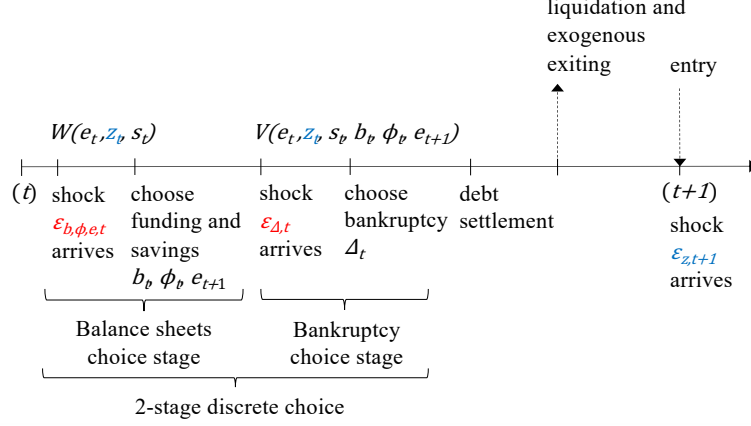 liquidation and
exogenous
exiting
entry
W(e_t, z_t, s_t)
V(e_t, z_t, s_t, b_t, ϕ_t, e_{t+1})
(t)
shock
ε_{b,ϕ,e,t}
arrives
choose
funding and
savings
b_t, ϕ_t, e_{t+1}
shock
ε_{Δ,t}
arrives
choose
bankruptcy
Δ_t
debt
settlement
(t+1)
shock
ε_{z,t+1}
arrives
Balance sheets
choice stage
Bankruptcy
choice stage
2-stage discrete choice